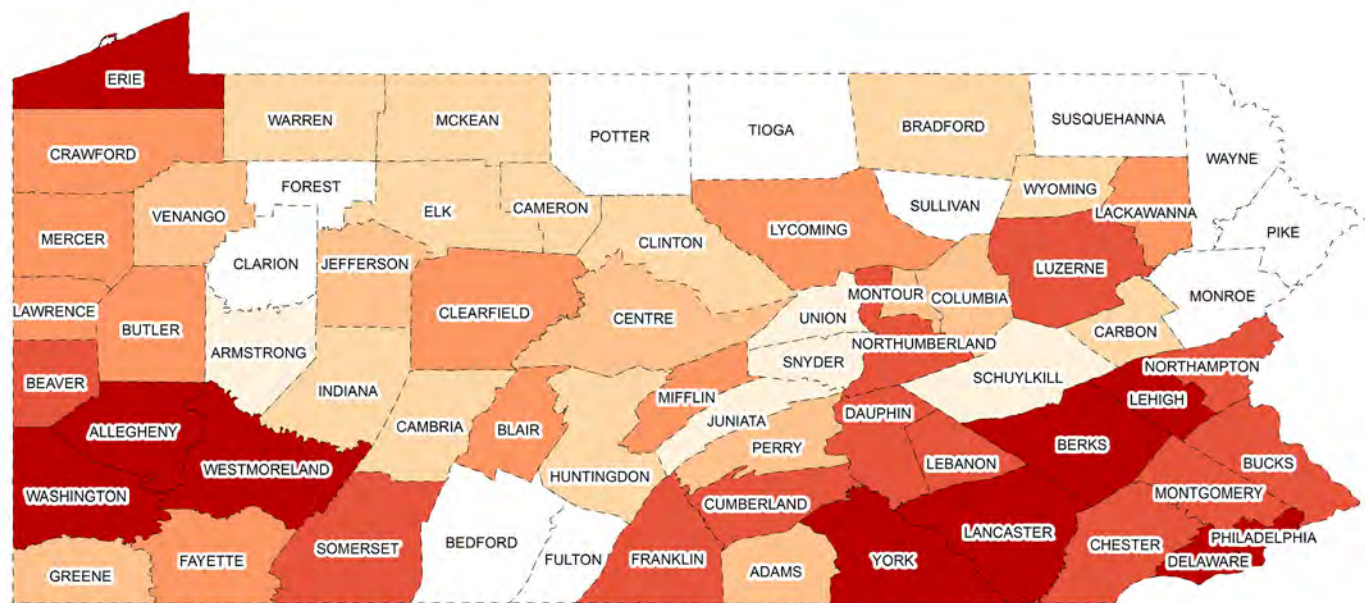 ERIE
WARREN
MCKEAN
POTTER
TIOGA
BRADFORD
SUSQUEHANNA
WAYNE
CRAWFORD
FOREST
VENANGO
ELK
CAMERON
CLINTON
LYCOMING
SULLIVAN
WYOMING
LACKAWANNA
PIKE
MERCER
CLARION
JEFFERSON
CLEARFIELD
CENTRE
LUZERNE
MONROE
LAWRENCE
BUTLER
ARMSTRONG
UNION
MONTOUR
COLUMBIA
CARBON
BEAVER
INDIANA
SNYDER
NORTHUMBERLAND
SCHUYLKILL
NORTHAMPTON
ALLEGHENY
CAMBRIA
BLAIR
MIFFLIN
JUNIATA
DAUPHIN
LEHIGH
WESTMORELAND
HUNTINGDON
PERRY
LEBANON
BERKS
BUCKS
WASHINGTON
CUMBERLAND
MONTGOMERY
GREENE
FAYETTE
SOMERSET
BEDFORD
FULTON
FRANKLIN
ADAMS
YORK
LANCASTER
CHESTER
PHILADELPHIA
DELAWARE